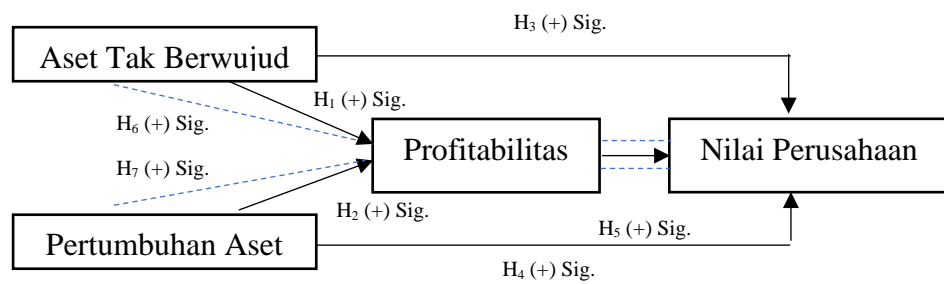 H₃ (+) Sig.
Aset Tak Berwujud
H₁ (+) Sig.
H₆ (+) Sig.
Profitabilitas
Nilai Perusahaan
H₇ (+) Sig.
H₂ (+) Sig.
H₅ (+) Sig.
Pertumbuhan Aset
H₄ (+) Sig.